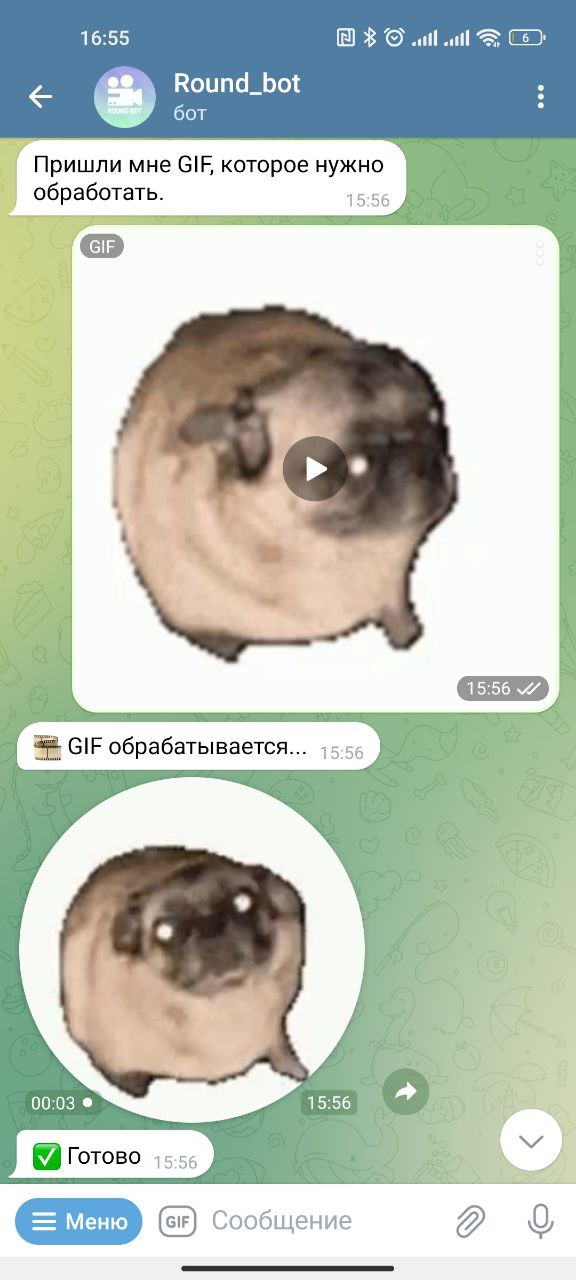 16:55
6
Round_bot
бот
Пришли мне GIF, которое нужно
обработать.
15:56
GIF
15:56
GIF обрабатывается...
15:56
00:03
15:56
Готово
15:56
Меню
GIF
Сообщение